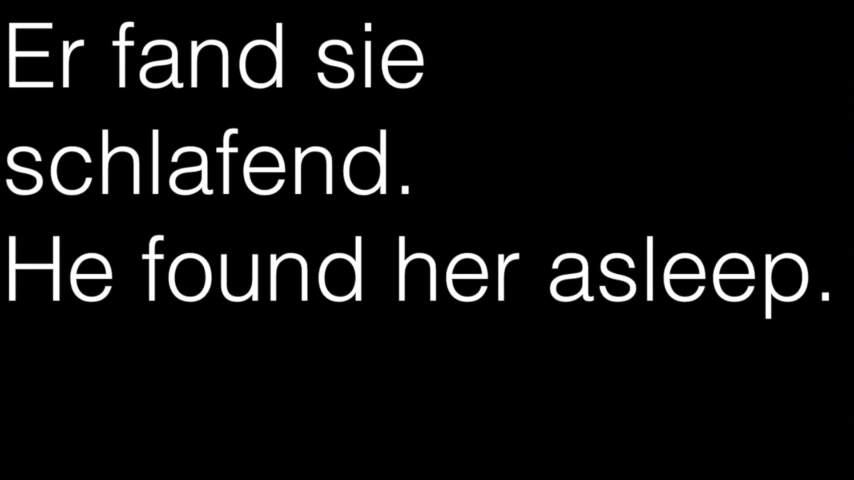 Er fand sie
schlafend.
He found her asleep.